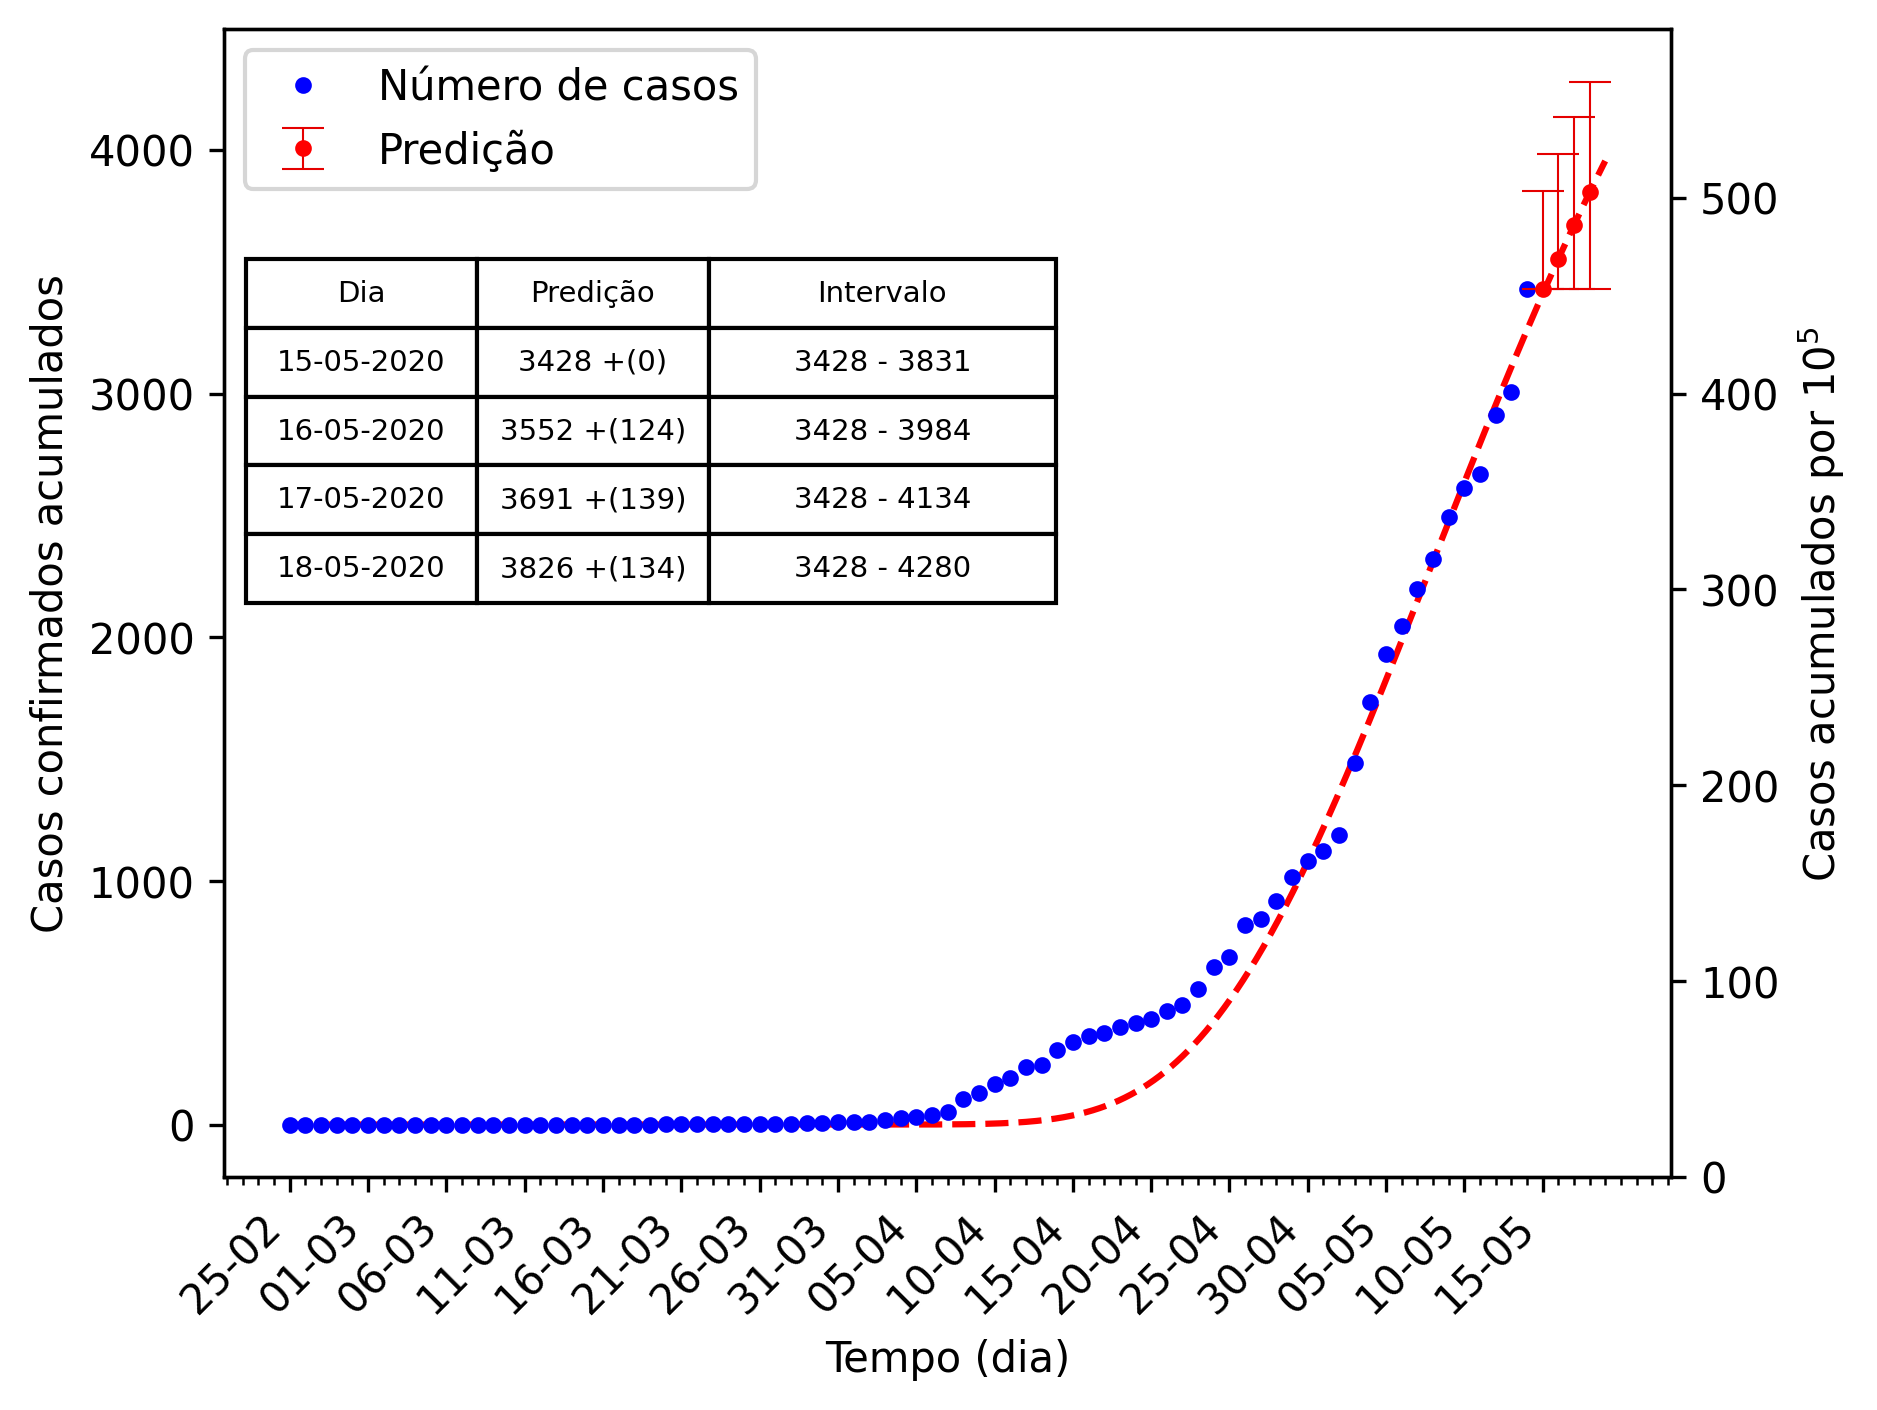 Número de casos
Predição
Dia Predição Intervalo
15-05-2020 3428 +(0) 3428 - 3831
16-05-2020 3552 +(124) 3428 - 3984
17-05-2020 3691 +(139) 3428 - 4134
18-05-2020 3826 +(134) 3428 - 4280
Casos confirmados acumulados
4000
3000
2000
1000
0
Casos acumulados por 10⁵
500
400
300
200
100
0
25-02 01-03 06-03 11-03 16-03 21-03 26-03 31-03 05-04 10-04 15-04 20-04 25-04 30-04 05-05 10-05 15-05
Tempo (dia)